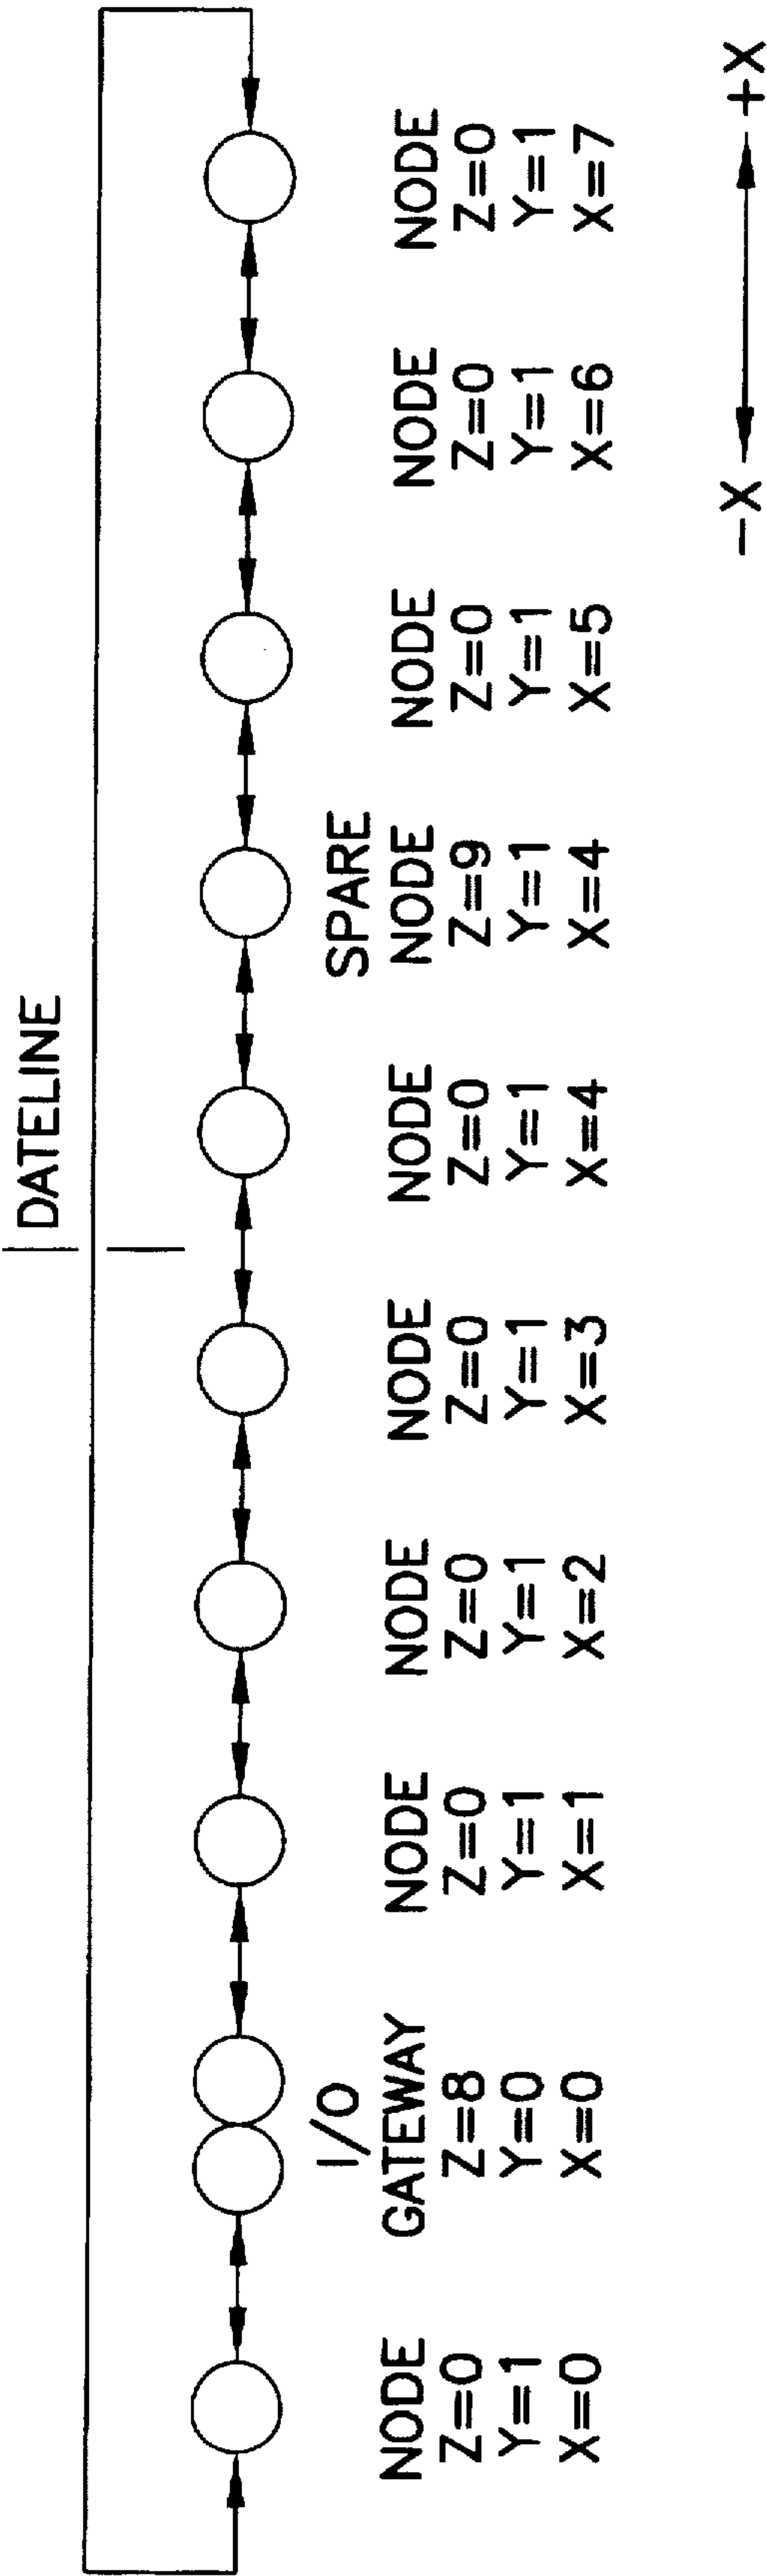 DATELINE
NODE
Z=0
Y=1
X=0
I/O
GATEWAY
Z=8
Y=0
X=0
NODE
Z=0
Y=1
X=1
NODE
Z=0
Y=1
X=2
NODE
Z=0
Y=1
X=3
NODE
Z=0
Y=1
X=4
SPARE
NODE
Z=9
Y=1
X=4
NODE
Z=0
Y=1
X=5
NODE
Z=0
Y=1
X=6
NODE
Z=0
Y=1
X=7
-X +X